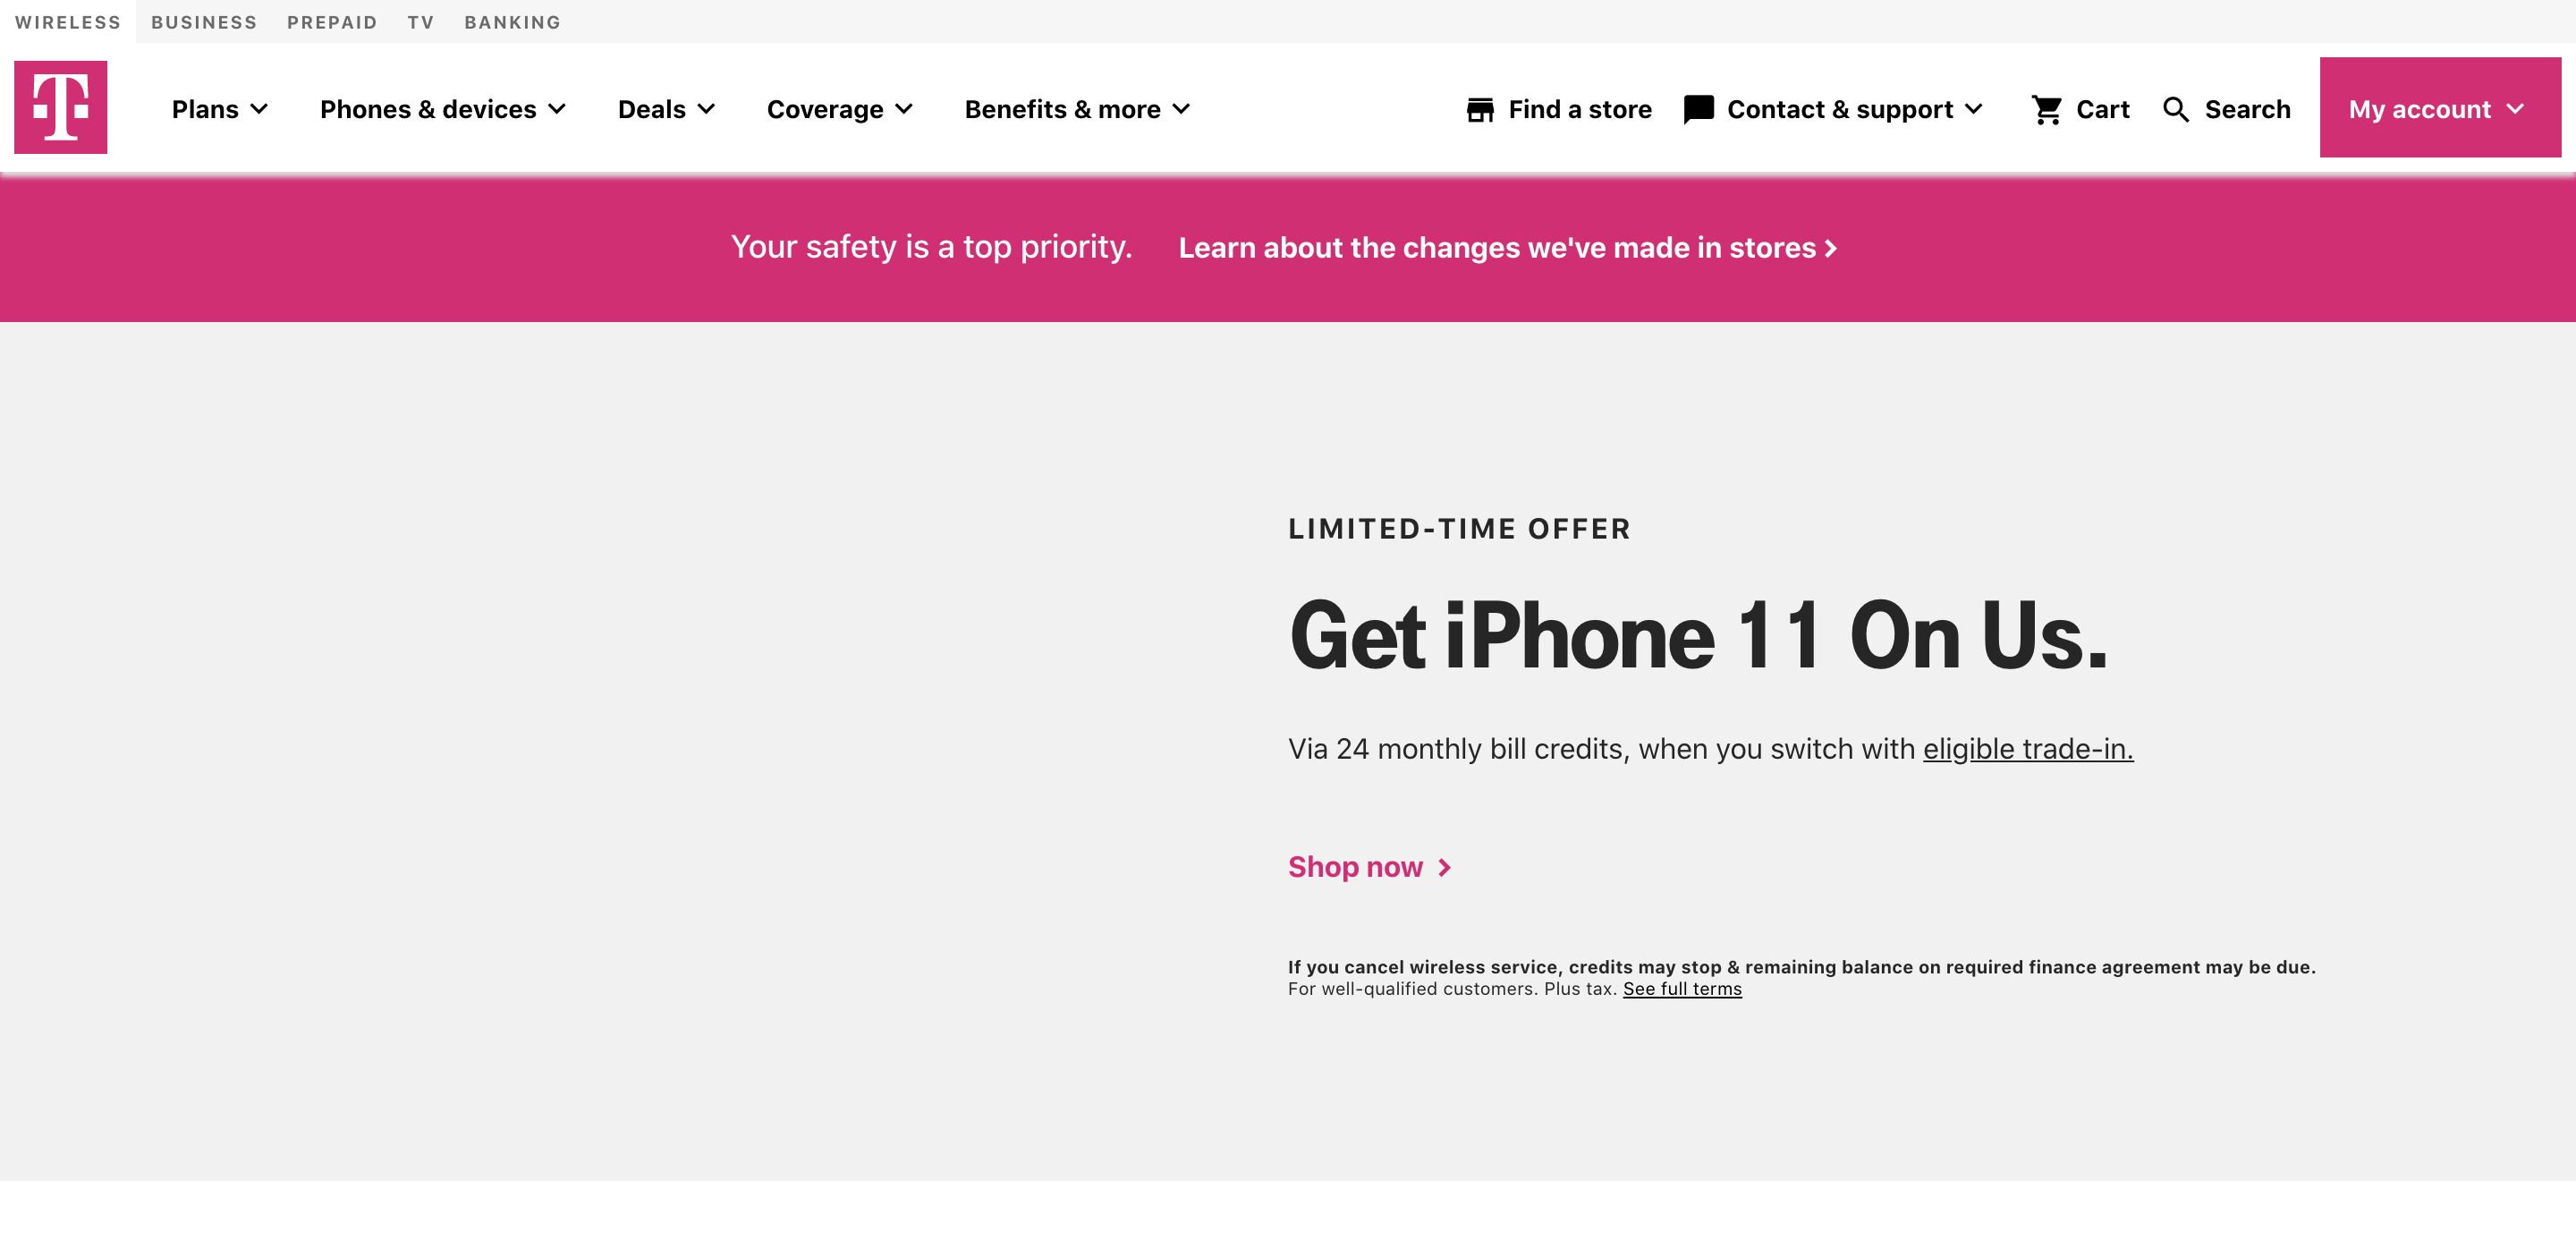 WIRELESS BUSINESS PREPAID TV BANKING
T Plans Phones & devices Deals Coverage Benefits & more Find a store Contact & support Cart Search My account
Your safety is a top priority. Learn about the changes we've made in stores
LIMITED-TIME OFFER
Get iPhone 11 On Us.
Via 24 monthly bill credits, when you switch with eligible trade-in.
Shop now
If you cancel wireless service, credits may stop & remaining balance on required finance agreement may be due.
For well-qualified customers. Plus tax. See full terms